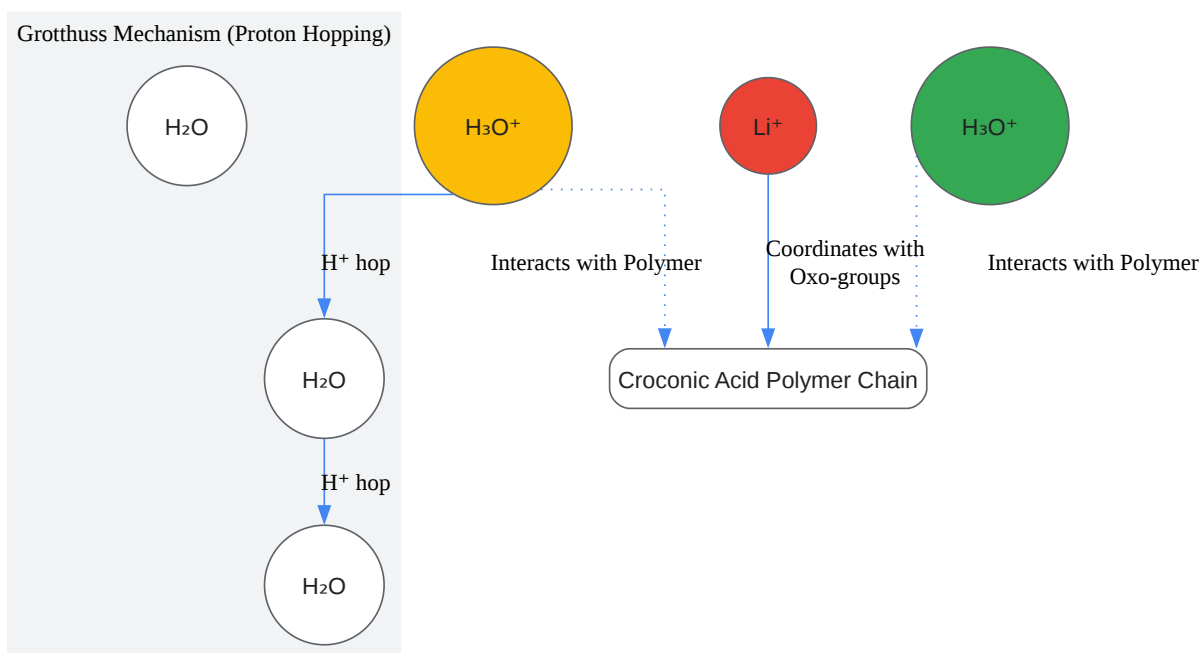 Grotthuss Mechanism (Proton Hopping)
H₂O
H₃O⁺
Li⁺
H₃O⁺
H⁺ hop
Interacts with Polymer
Coordinates with
Oxo-groups
Interacts with Polymer
H₂O
Croconic Acid Polymer Chain
H⁺ hop
H₂O